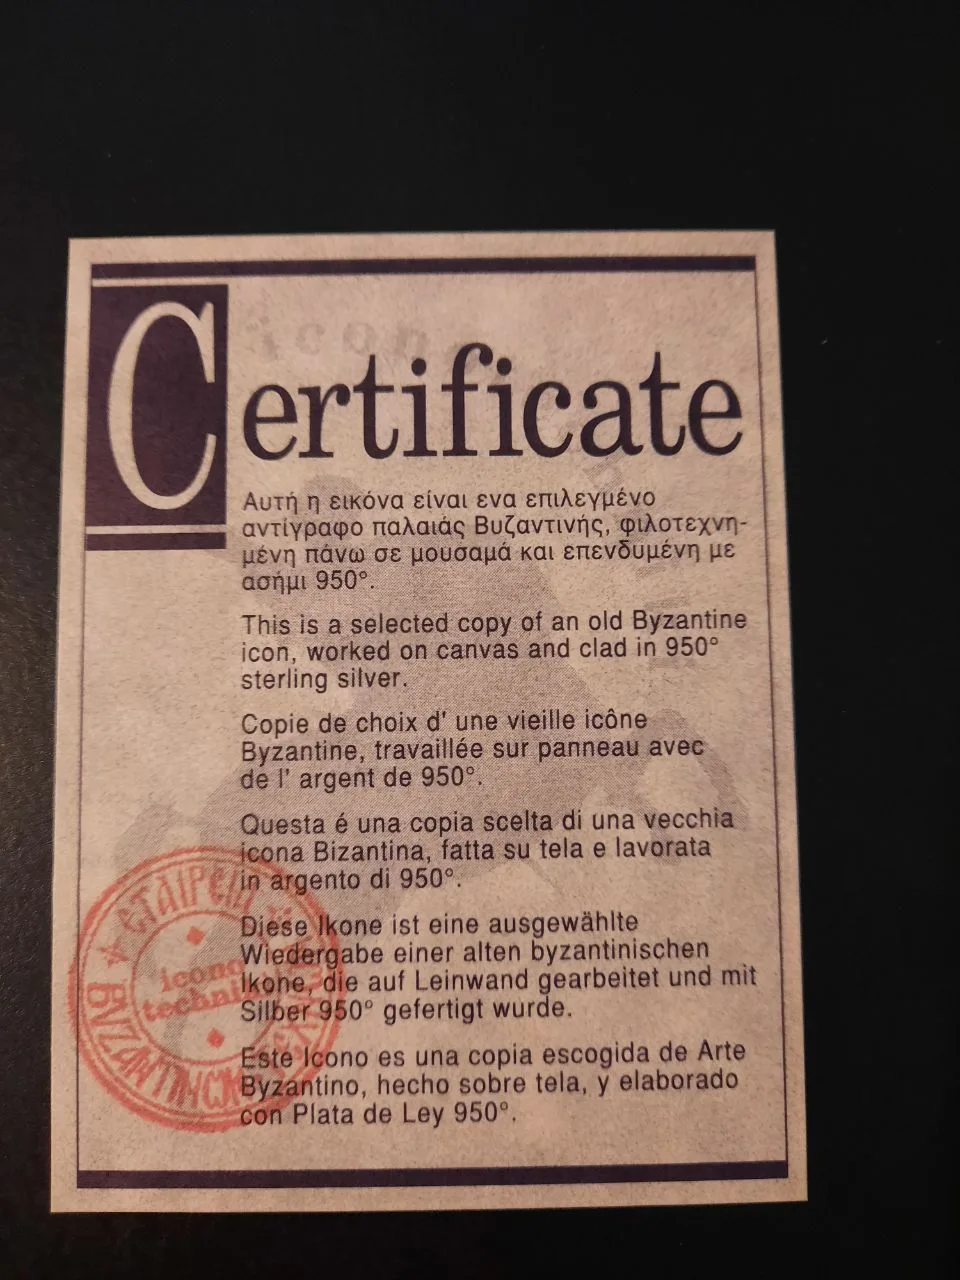 Certificate
Αυτή η εικόνα είναι ενα επιλεγμένο
αντίγραφο παλαιάς Βυζαντινής, φιλοτεχνη-
μένη πάνω σε μουσαμά και επενδυμένη με
ασήμι 950°.
This is a selected copy of an old Byzantine
icon, worked on canvas and clad in 950°
sterling silver.
Copie de choix d' une vieille icône
Byzantine, travaillée sur panneau avec
de l' argent de 950°.
Questa é una copia scelta di una vecchia
icona Bizantina, fatta su tela e lavorata
in argento di 950°.
Diese Ikone ist eine ausgewählte
Wiedergabe einer alten byzantinischen
Ikone, die auf Leinwand gearbeitet und mit
Silber 950° gefertigt wurde.
Este Icono es una copia escogida de Arte
Byzantino, hecho sobre tela, y elaborado
con Plata de Ley 950°.
ΕΤΑΙΡΕΙΑ
ΒΥΖΑΝΤΙΝΩΝ